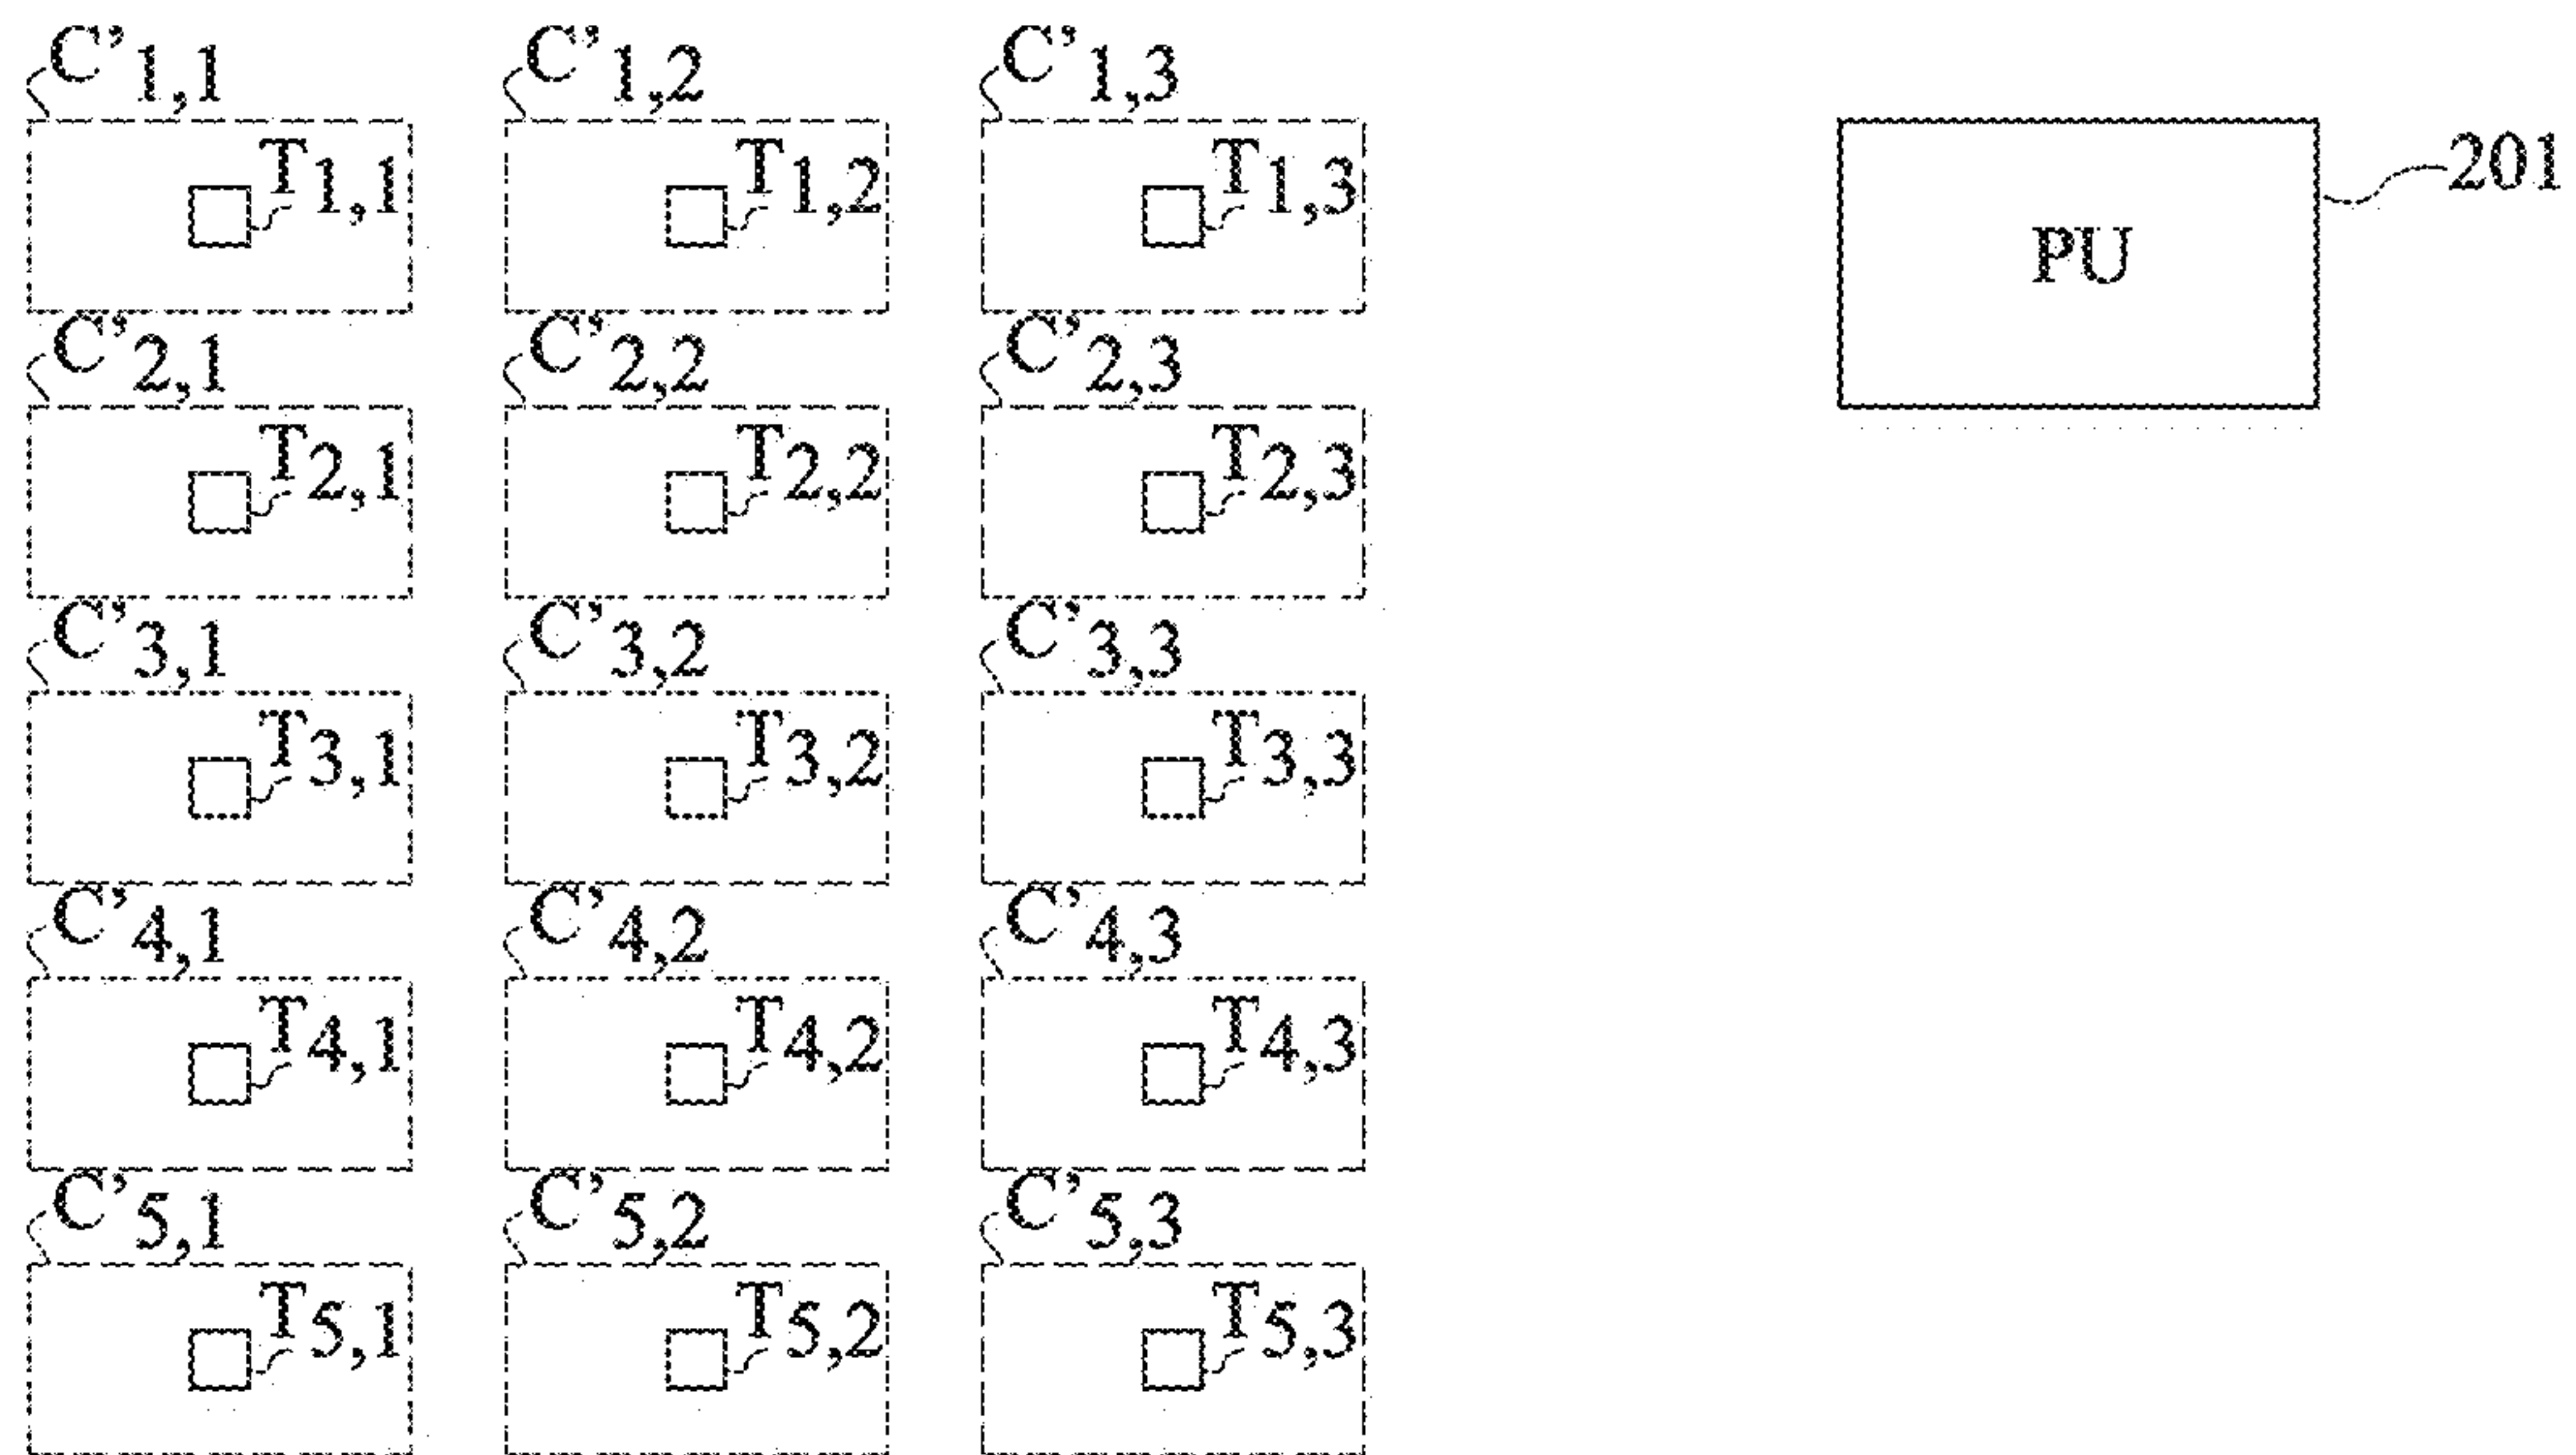 C'1,1 C'1,2 C'1,3
T1,1 T1,2 T1,3 201
PU
C'2,1 C'2,2 C'2,3
T2,1 T2,2 T2,3
C'3,1 C'3,2 C'3,3
T3,1 T3,2 T3,3
C'4,1 C'4,2 C'4,3
T4,1 T4,2 T4,3
C'5,1 C'5,2 C'5,3
T5,1 T5,2 T5,3